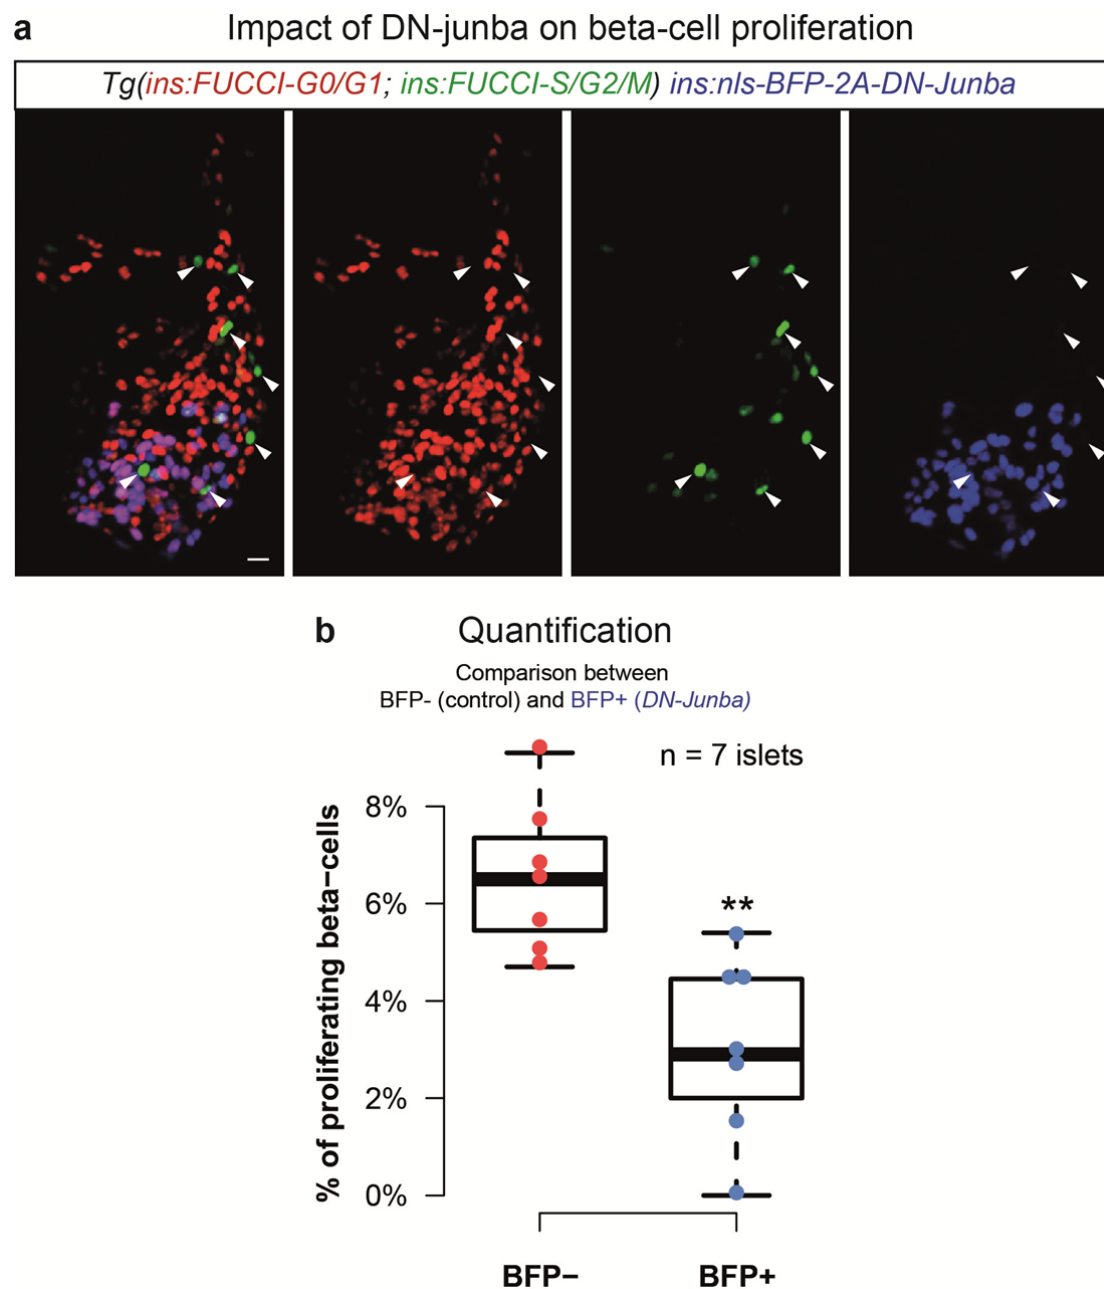 a
Impact of DN-junba on beta-cell proliferation
Tg(ins:FUCCI-G0/G1; ins:FUCCI-S/G2/M) ins:nls-BFP-2A-DN-Junba
b
Quantification
Comparison between
BFP- (control) and BFP+ (DN-Junba)
n = 7 islets
% of proliferating beta−cells
8%
6%
**
4%
2%
0%
BFP−
BFP+